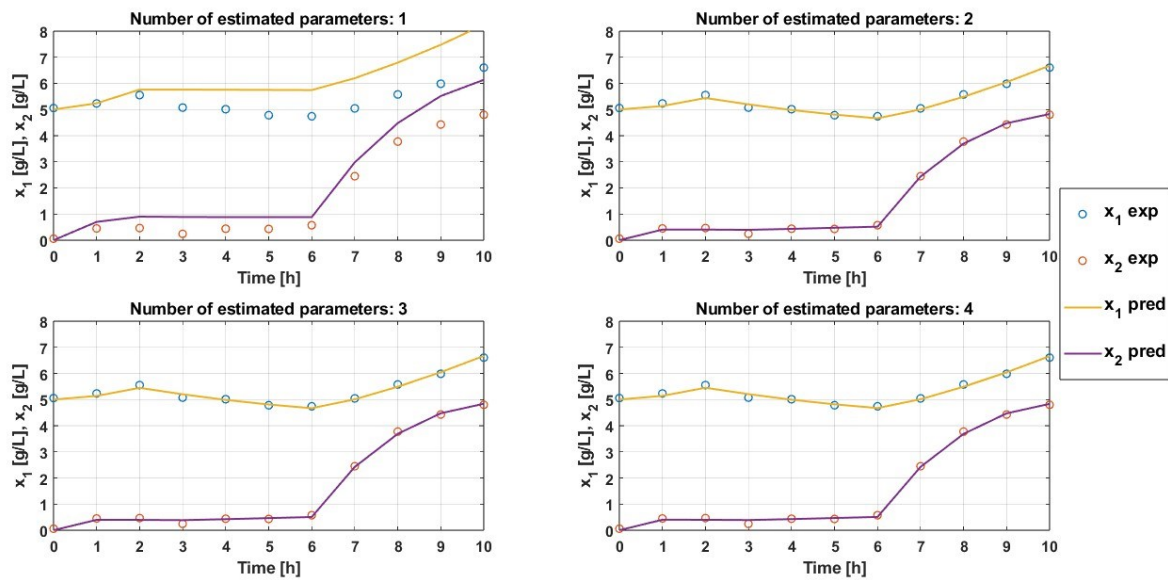 Number of estimated parameters: 1
8
7
6
5
4
3
2
1
0
x1 [g/L], x2 [g/L]
0 1 2 3 4 5 6 7 8 9 10
Time [h]
Number of estimated parameters: 2
8
7
6
5
4
3
2
1
0
x1 [g/L], x2 [g/L]
0 1 2 3 4 5 6 7 8 9 10
Time [h]
Number of estimated parameters: 3
8
7
6
5
4
3
2
1
0
x1 [g/L], x2 [g/L]
0 1 2 3 4 5 6 7 8 9 10
Time [h]
Number of estimated parameters: 4
8
7
6
5
4
3
2
1
0
x1 [g/L], x2 [g/L]
0 1 2 3 4 5 6 7 8 9 10
Time [h]
x1 exp
x2 exp
x1 pred
x2 pred